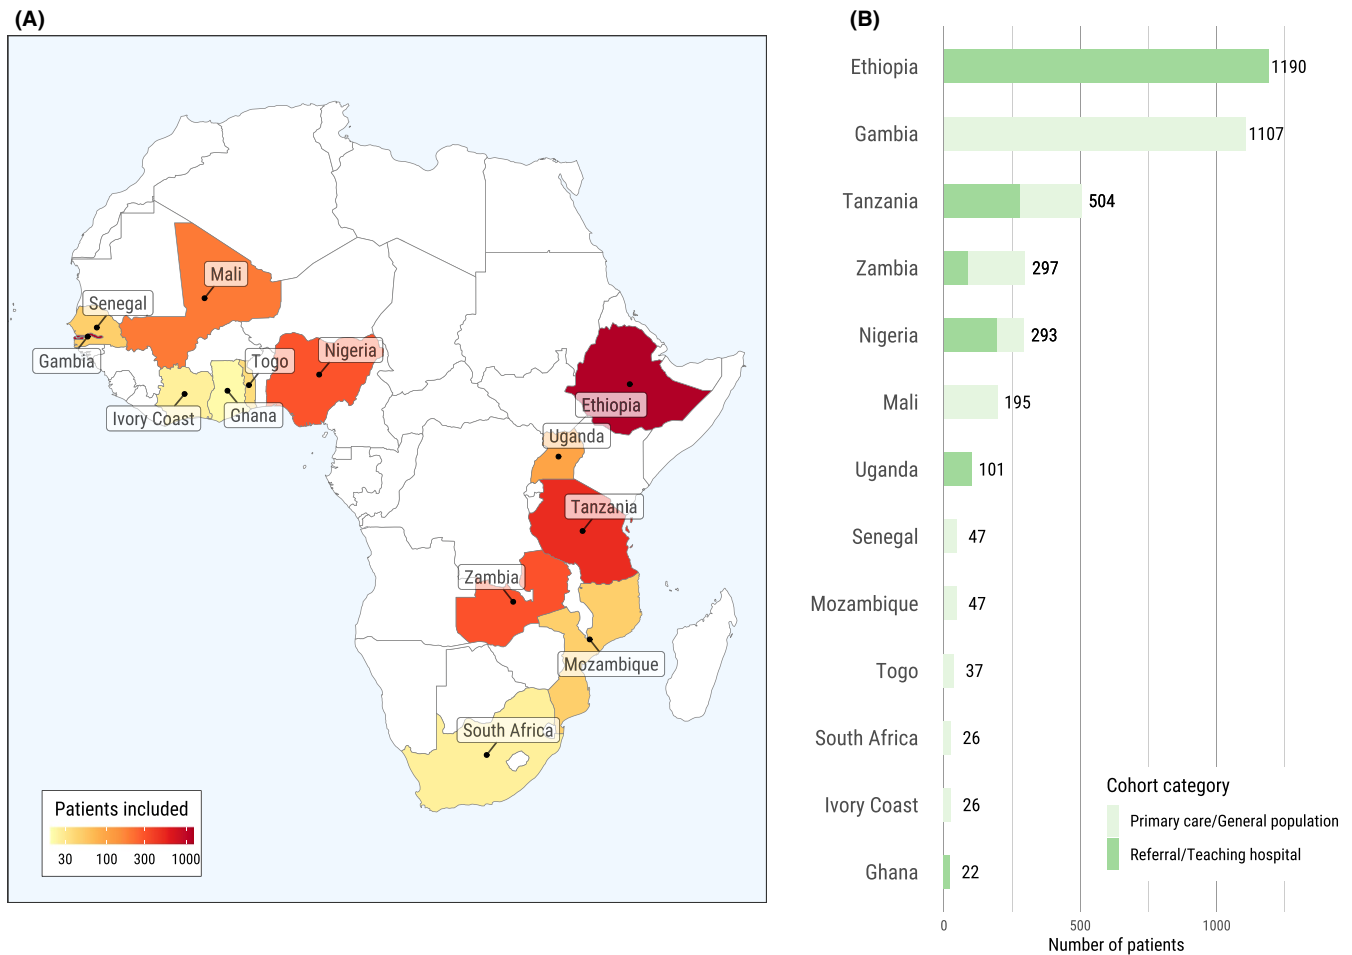 (A)
Mali
Senegal
Gambia
Togo
Nigeria
Ivory Coast
Ghana
Ethiopia
Uganda
Tanzania
Zambia
Mozambique
South Africa
Patients included
30 100 300 1000
(B)
Ethiopia 1190
Gambia 1107
Tanzania 504
Zambia 297
Nigeria 293
Mali 195
Uganda 101
Senegal 47
Mozambique 47
Togo 37
South Africa 26
Ivory Coast 26
Ghana 22
Cohort category
Primary care/General population
Referral/Teaching hospital
0 500 1000
Number of patients